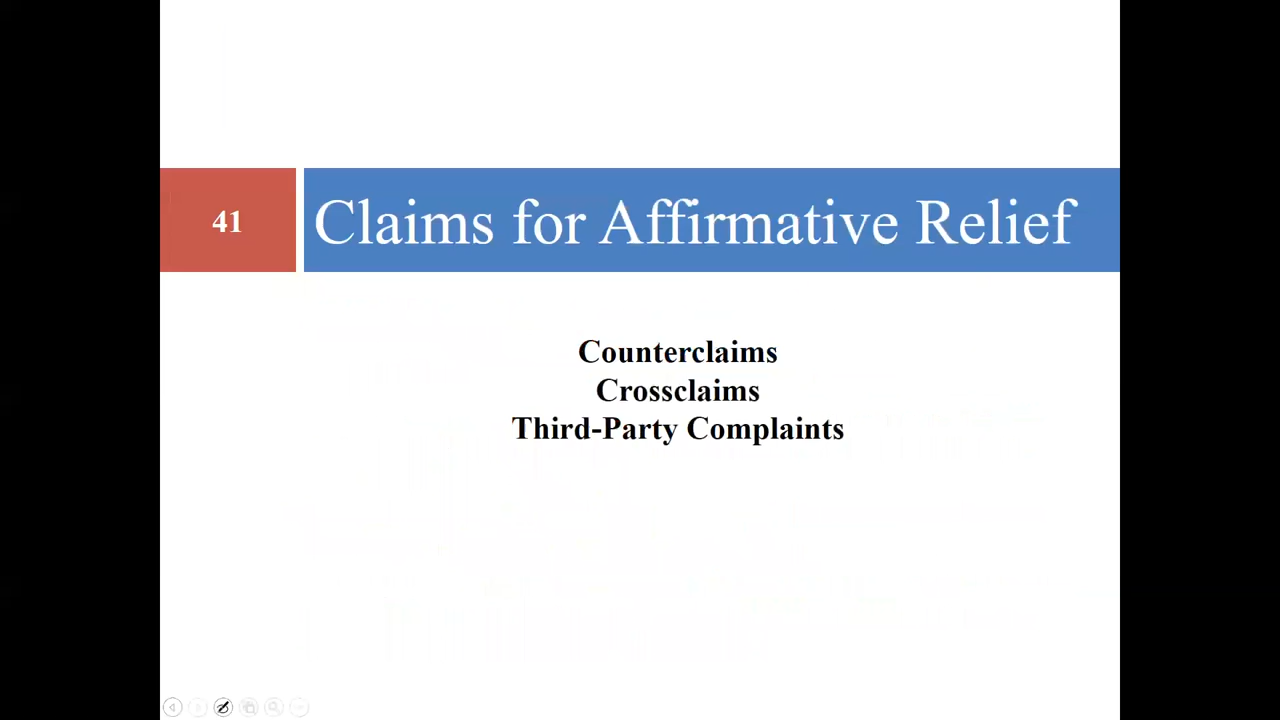 41
Claims for Affirmative Relief
Counterclaims
Crossclaims
Third-Party Complaints